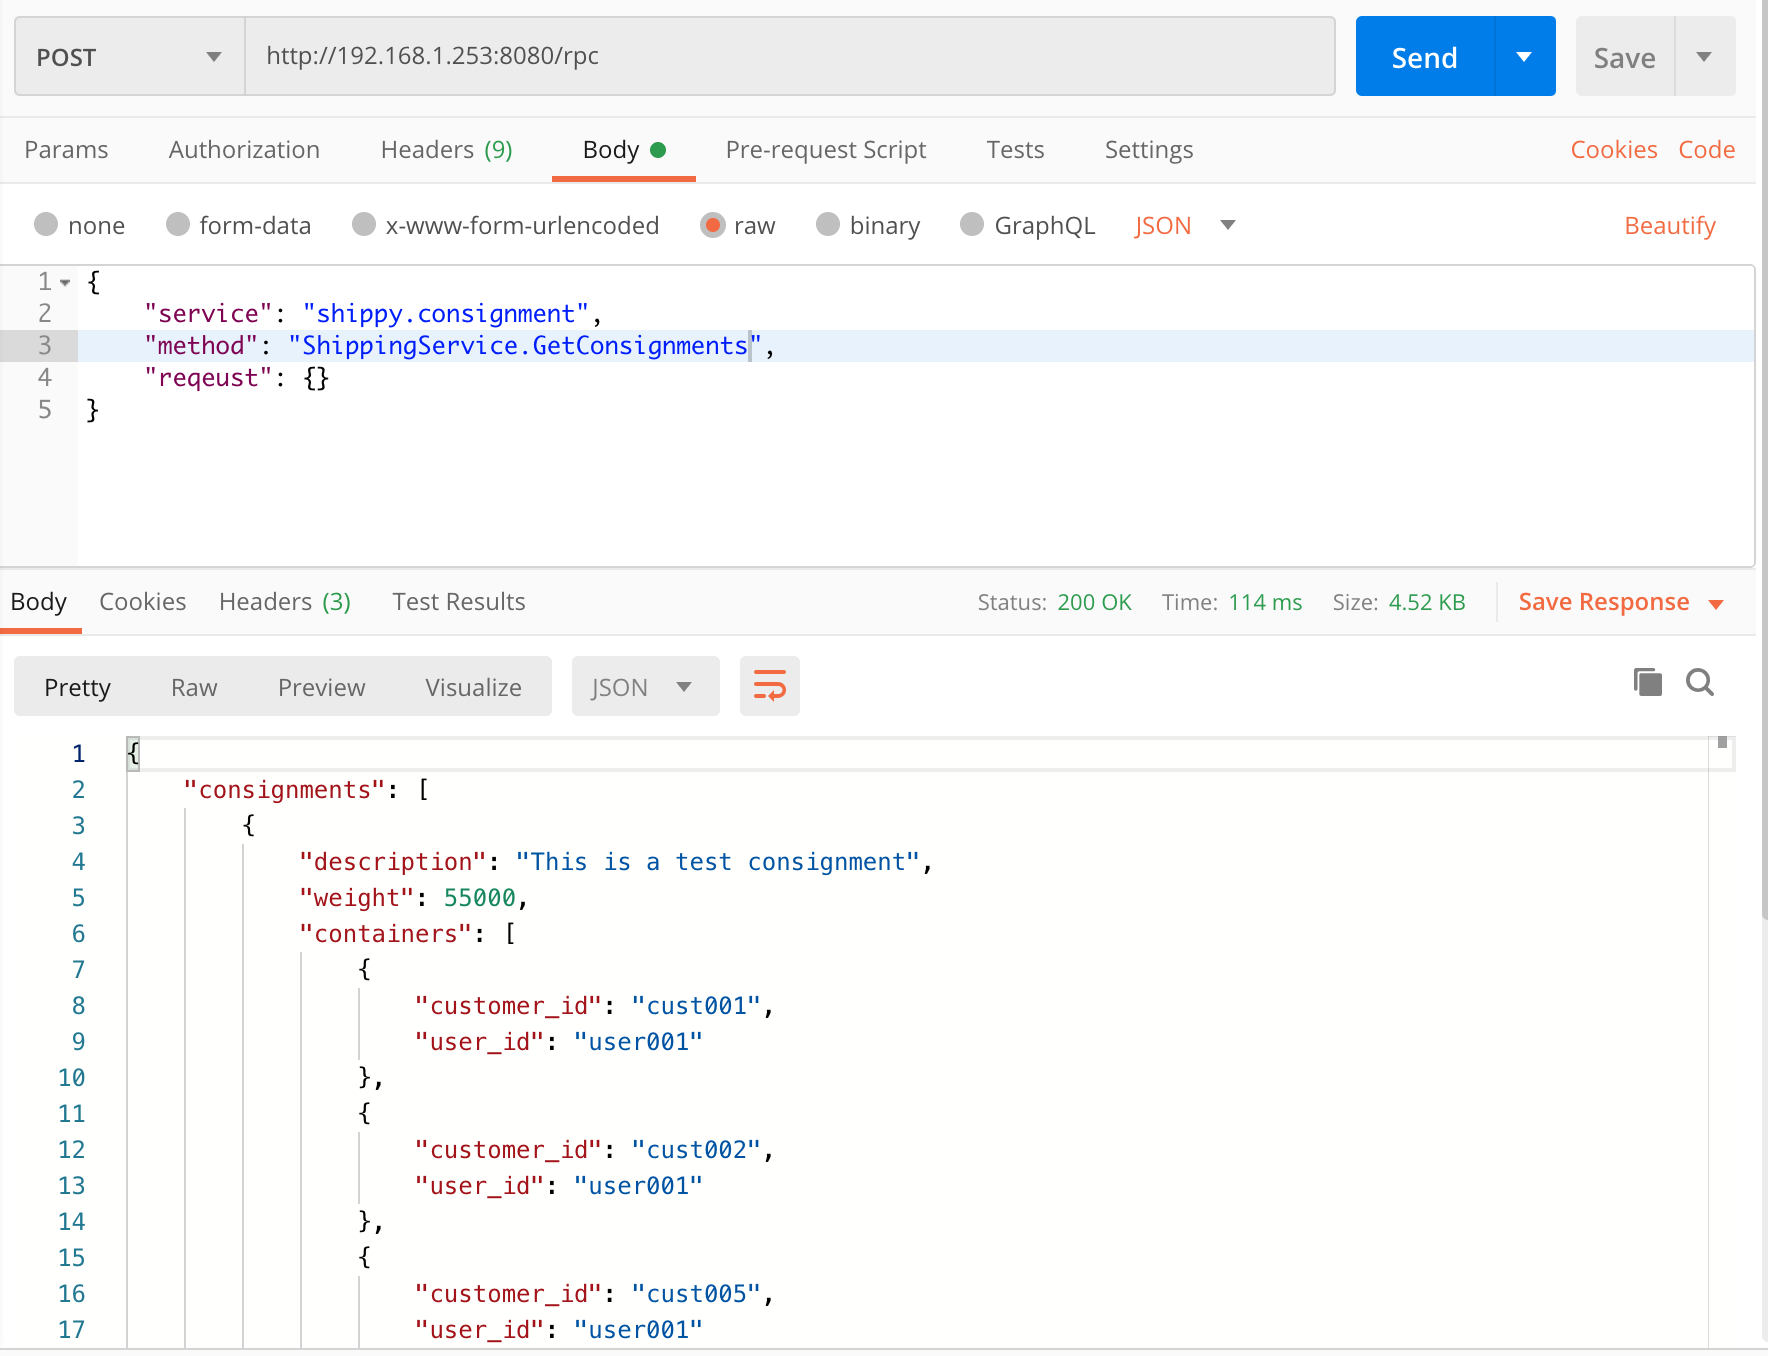 POST http://192.168.1.253:8080/rpc Send Save
Params Authorization Headers (9) Body Pre-request Script Tests Settings Cookies Code
none form-data x-www-form-urlencoded raw binary GraphQL JSON Beautify
1 {
2 "service": "shippy.consignment",
3 "method": "ShippingService.GetConsignments",
4 "reqeust": {}
5 }
Body Cookies Headers (3) Test Results Status: 200 OK Time: 114 ms Size: 4.52 KB Save Response
Pretty Raw Preview Visualize JSON
1 {
2 "consignments": [
3 {
4 "description": "This is a test consignment",
5 "weight": 55000,
6 "containers": [
7 {
8 "customer_id": "cust001",
9 "user_id": "user001"
10 },
11 {
12 "customer_id": "cust002",
13 "user_id": "user001"
14 },
15 {
16 "customer_id": "cust005",
17 "user_id": "user001"